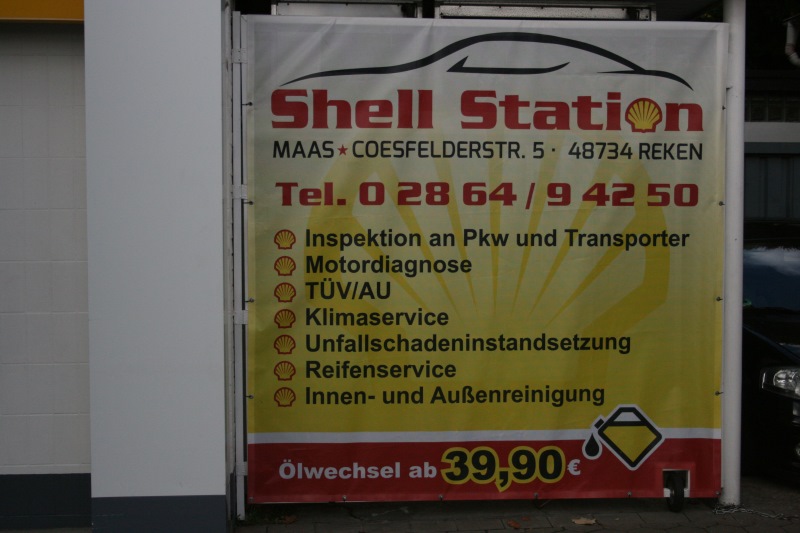 Shell Station
MAAS ★ COESFELDERSTR. 5 · 48734 REKEN
Tel. 0 28 64 / 9 42 50
Inspektion an Pkw und Transporter
Motordiagnose
TÜV/AU
Klimaservice
Unfallschadeninstandsetzung
Reifenservice
Innen- und Außenreinigung
Ölwechsel ab 39,90 €